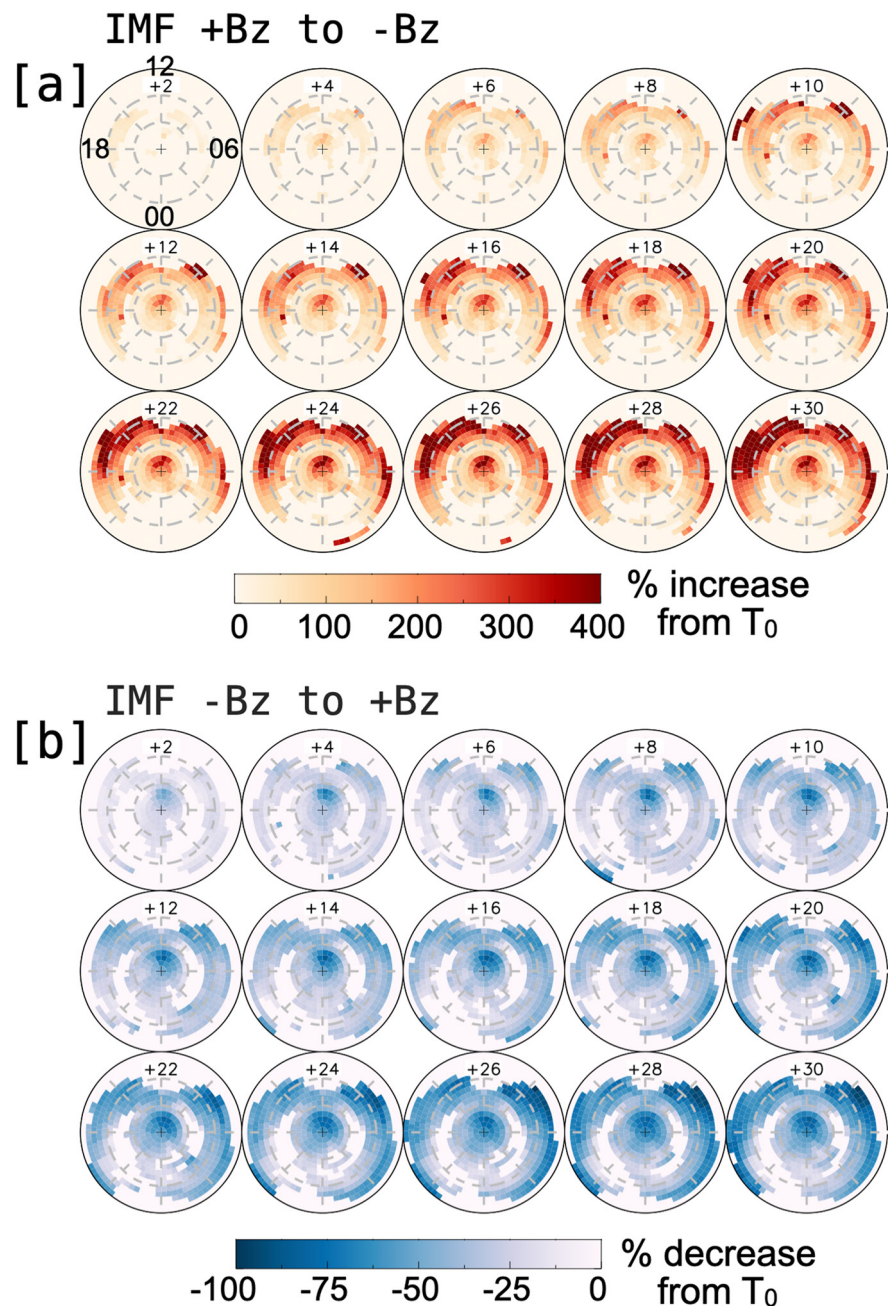 IMF +Bz to -Bz
[a]
12
+2 +4 +6 +8 +10
18 06
00
+12 +14 +16 +18 +20
+22 +24 +26 +28 +30
0 100 200 300 400
% increase
from T₀
IMF -Bz to +Bz
[b]
+2 +4 +6 +8 +10
+12 +14 +16 +18 +20
+22 +24 +26 +28 +30
-100 -75 -50 -25 0
% decrease
from T₀